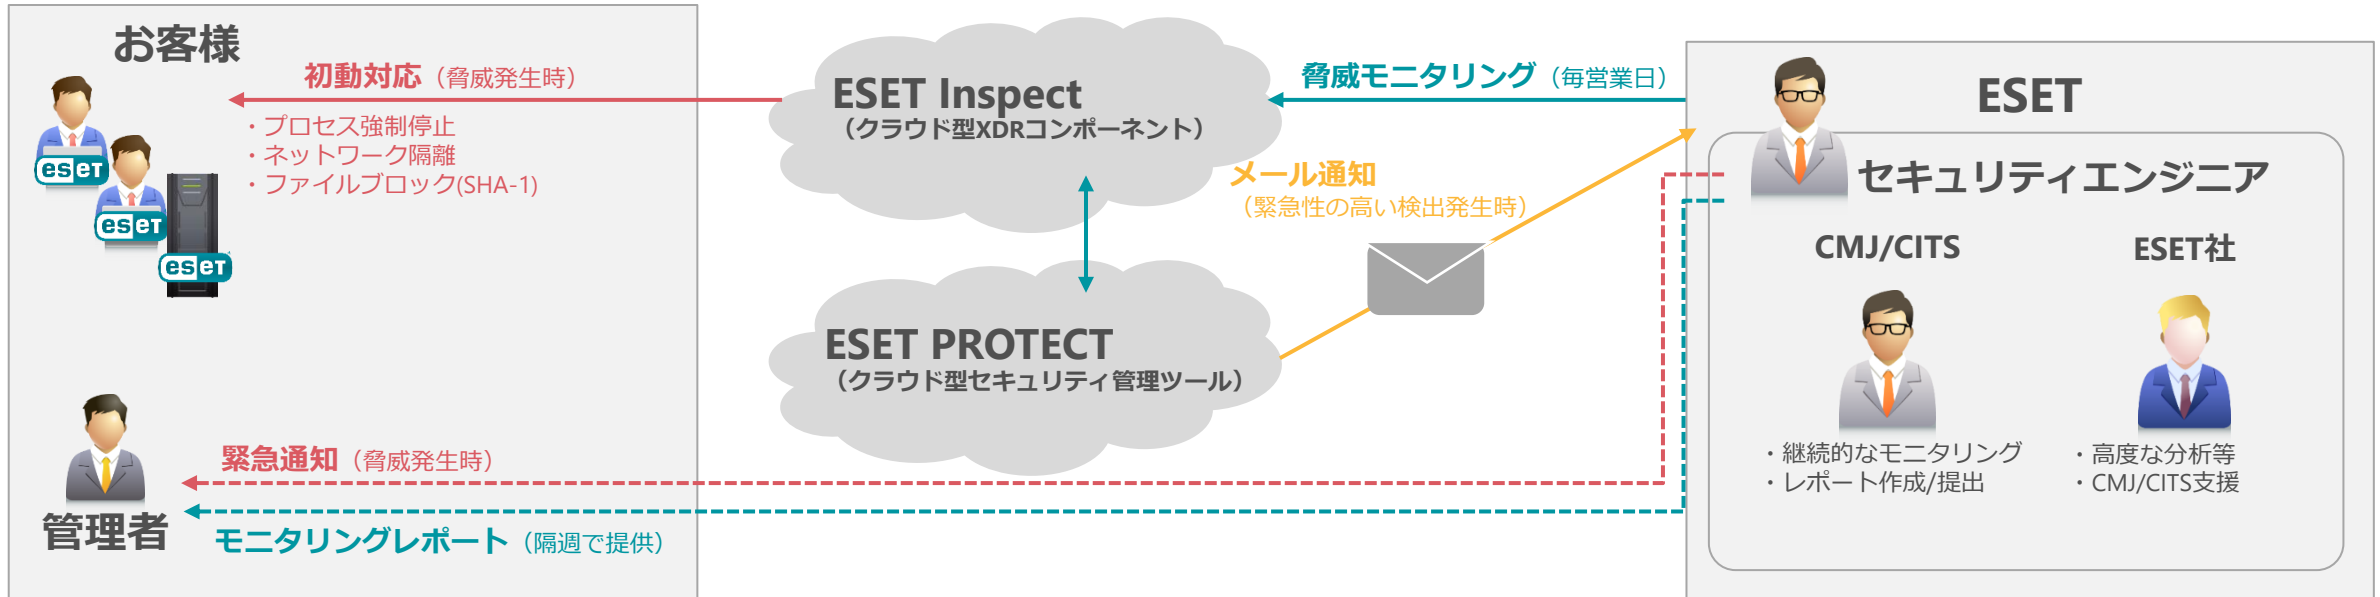 お客様
初動対応（脅威発生時）
・プロセス強制停止
・ネットワーク隔離
・ファイルブロック(SHA-1)
eseT
eseT
eseT
管理者
緊急通知（脅威発生時）
モニタリングレポート（隔週で提供）
ESET Inspect
（クラウド型XDRコンポーネント）
ESET PROTECT
（クラウド型セキュリティ管理ツール）
脅威モニタリング（毎営業日）
メール通知
（緊急性の高い検出発生時）
ESET
セキュリティエンジニア
CMJ/CITS
・継続的なモニタリング
・レポート作成/提出
ESET社
・高度な分析等
・CMJ/CITS支援